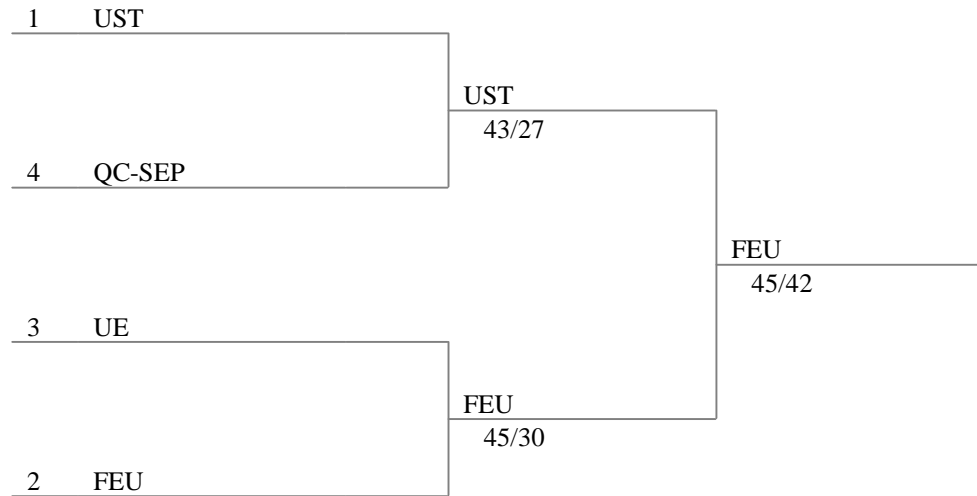 1 UST
UST
43/27
4 QC-SEP
FEU
45/42
3 UE
FEU
45/30
2 FEU